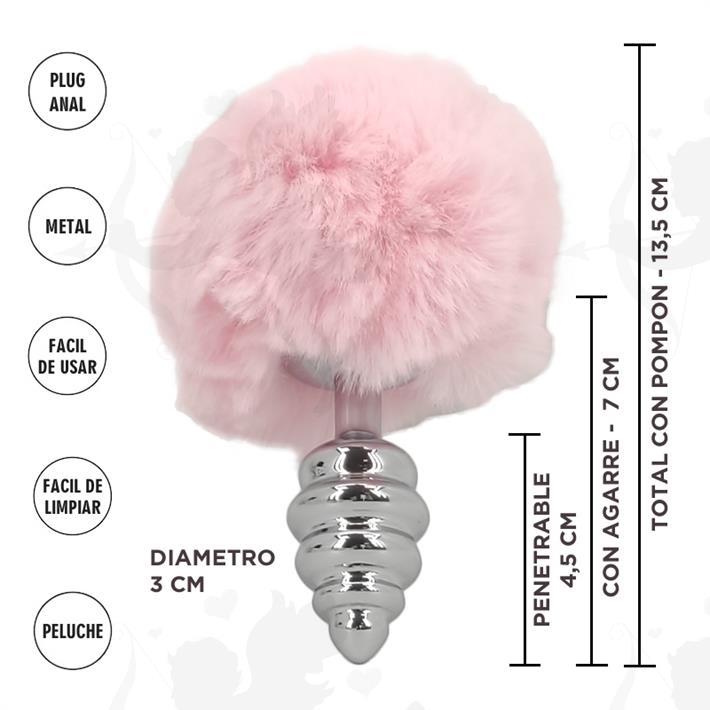 PLUG
ANAL
METAL
FACIL
DE USAR
FACIL DE
LIMPIAR
PELUCHE
DIAMETRO
3 CM
PENETRABLE
4,5 CM
CON AGARRE - 7 CM
TOTAL CON POMPON - 13,5 CM